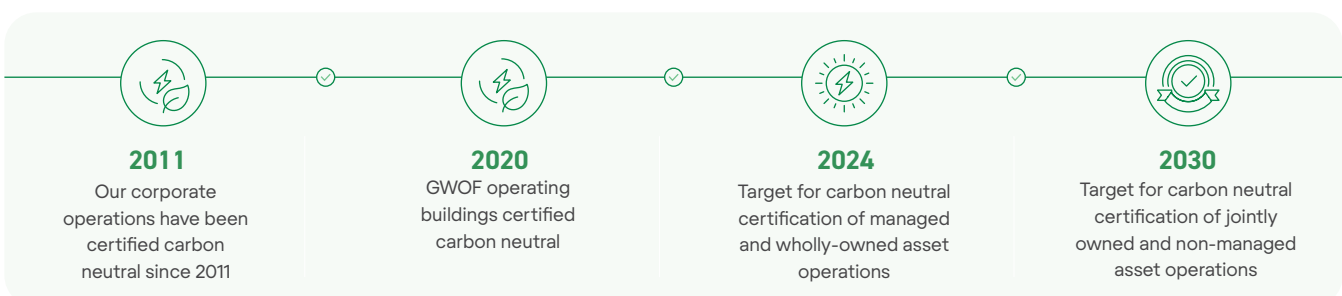 2011
Our corporate
operations have been
certified carbon
neutral since 2011
2020
GWOF operating
buildings certified
carbon neutral
2024
Target for carbon neutral
certification of managed
and wholly-owned asset
operations
2030
Target for carbon neutral
certification of jointly
owned and non-managed
asset operations